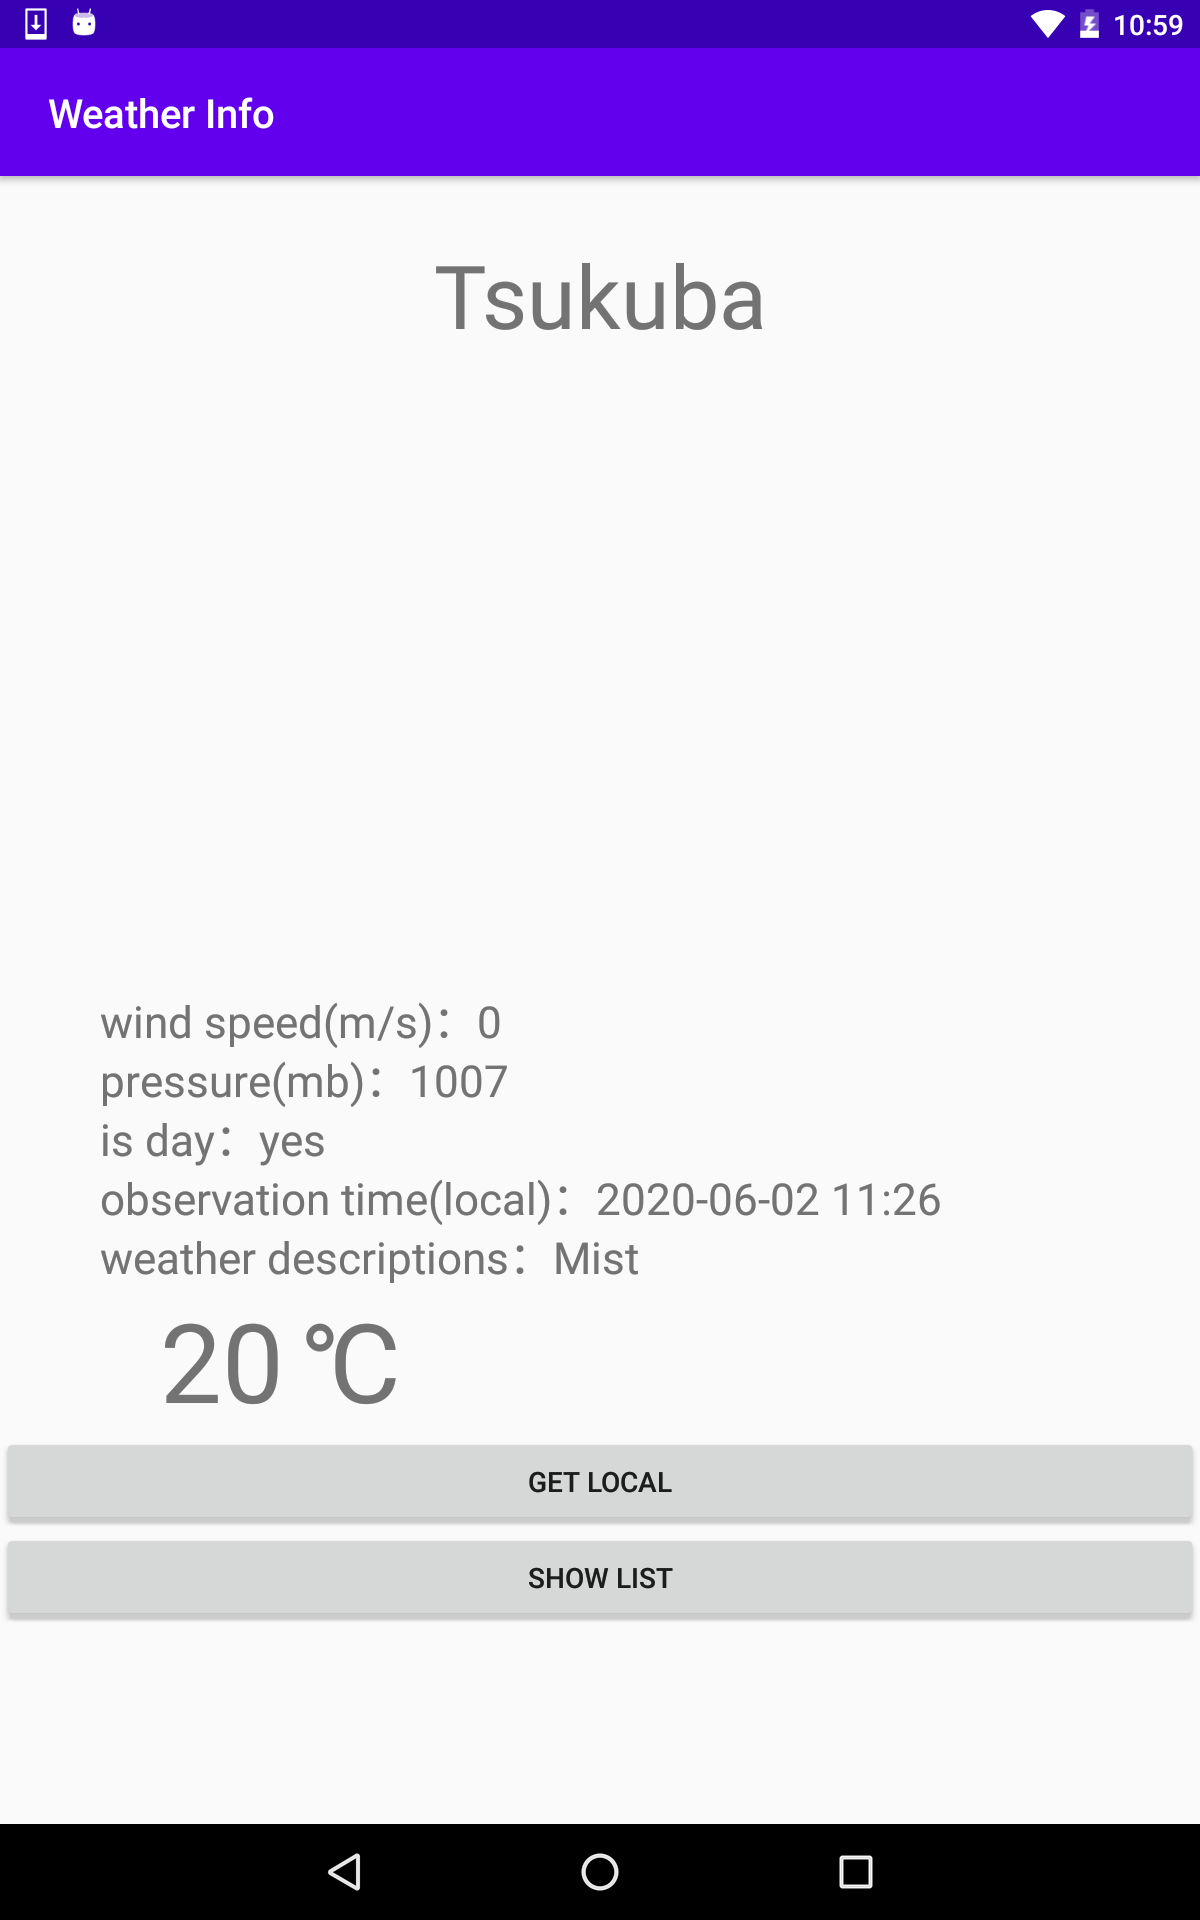 10:59
Weather Info
Tsukuba
wind speed(m/s)：0
pressure(mb)：1007
is day：yes
observation time(local)：2020-06-02 11:26
weather descriptions：Mist
20 ℃
GET LOCAL
SHOW LIST